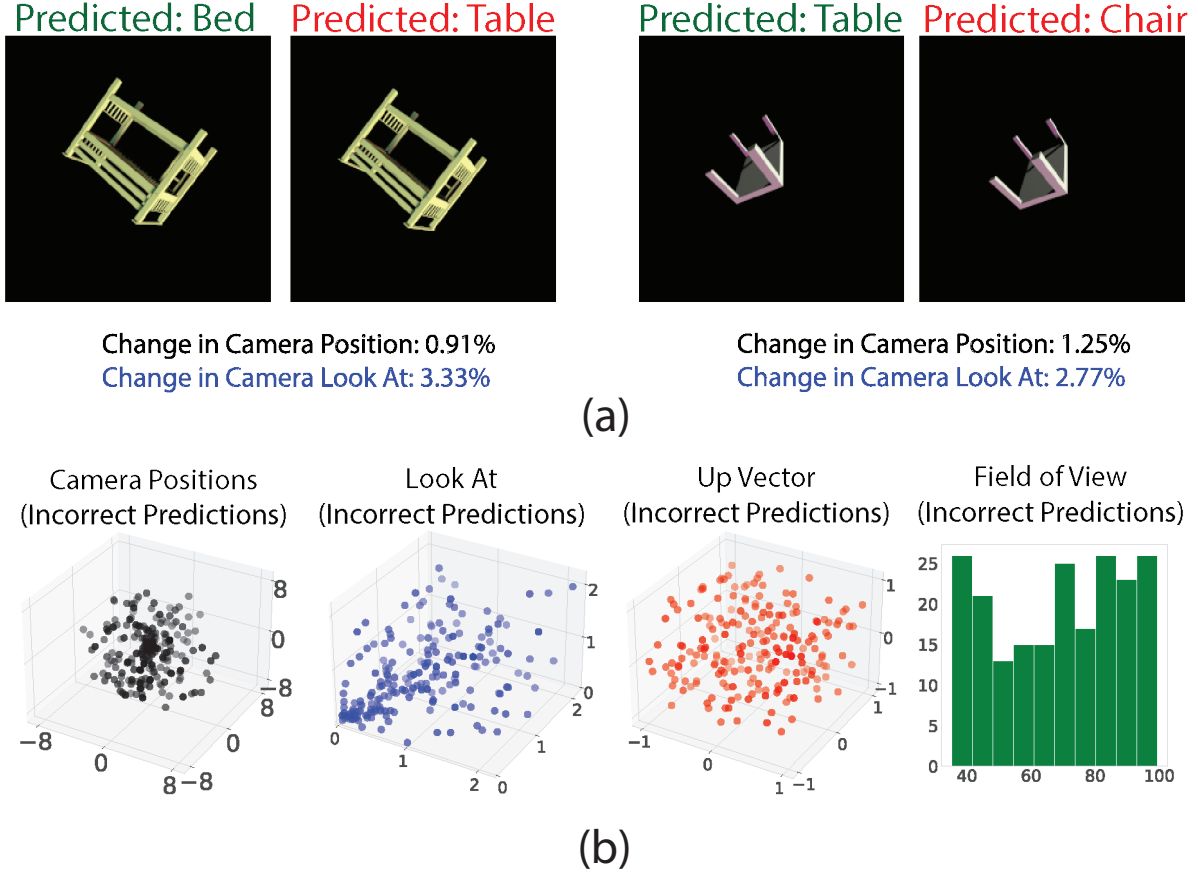 Predicted: Bed
Predicted: Table
Predicted: Table
Predicted: Chair
Change in Camera Position: 0.91%
Change in Camera Look At: 3.33%
Change in Camera Position: 1.25%
Change in Camera Look At: 2.77%
(a)
Camera Positions
(Incorrect Predictions)
8
0
−8
8
0
−8
−8
0
8
Look At
(Incorrect Predictions)
2
1
0
2
1
0
0
1
2
Up Vector
(Incorrect Predictions)
1
0
−1
1
0
−1
−1
0
1
Field of View
(Incorrect Predictions)
25
20
15
10
5
0
40
60
80
100
(b)